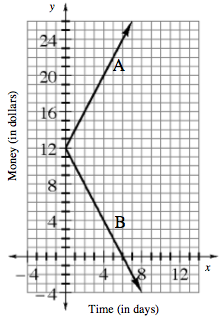 y
24
20
16
12
8
4
-4
A
B
-4
4
8
12
x
Money (in dollars)
Time (in days)